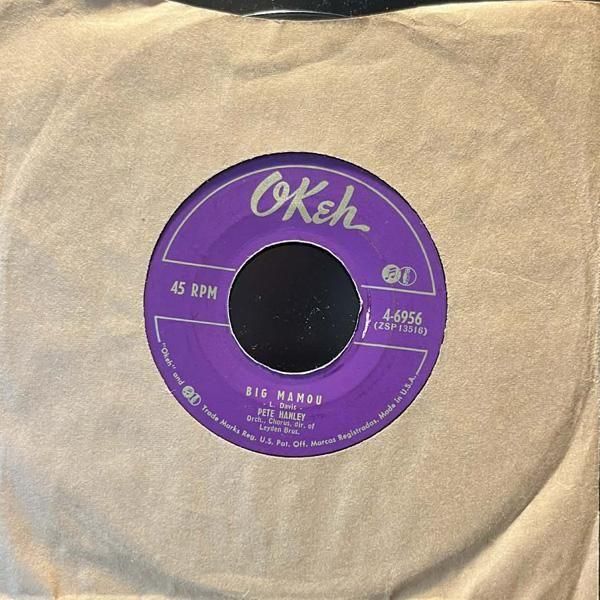 OKeh
45 RPM
4-6956
(ZSP 13516)
BIG MAMOU
- L. Davis -
PETE HANLEY
Orch., Chorus, dir. of
Leyden Bros.
"Okeh" and Trade Marks Reg. U.S. Pat. Off. Marcas Registradas. Made in U.S.A.